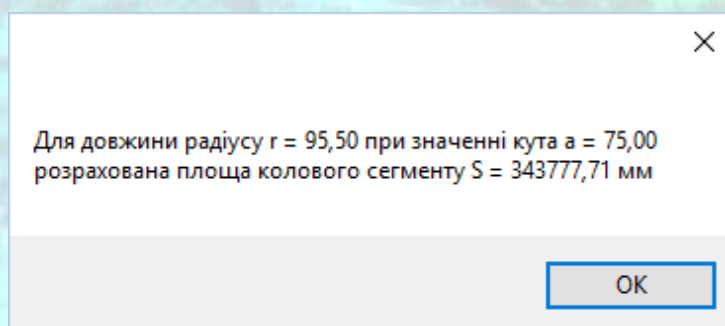 Для довжини радіусу r = 95,50 при значенні кута a = 75,00
розрахована площа колового сегменту S = 343777,71 мм
OK